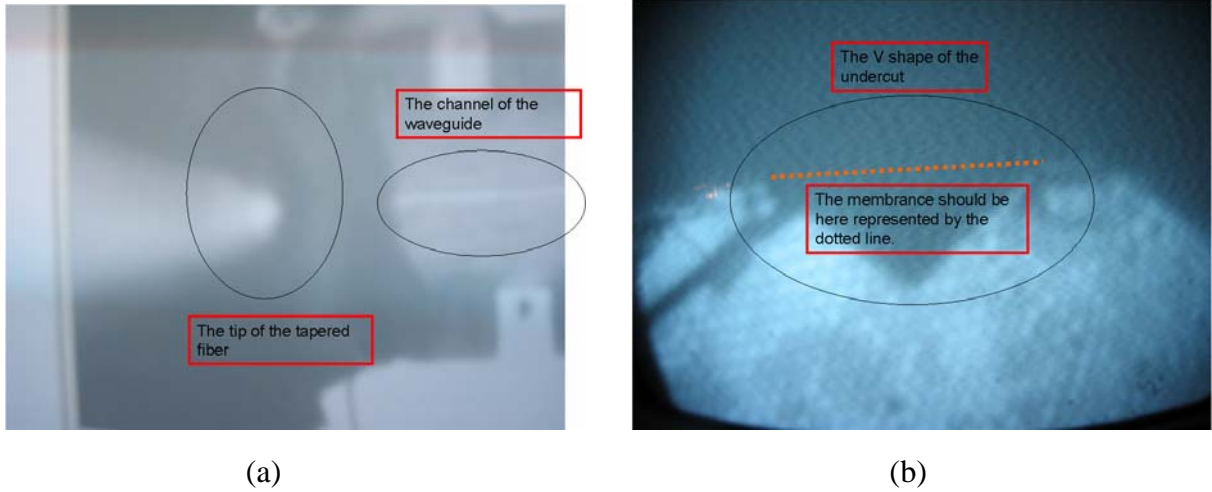 The channel of the
waveguide
The tip of the tapered
fiber
(a)
The V shape of the
undercut
The membrance should be
here represented by the
dotted line.
(b)